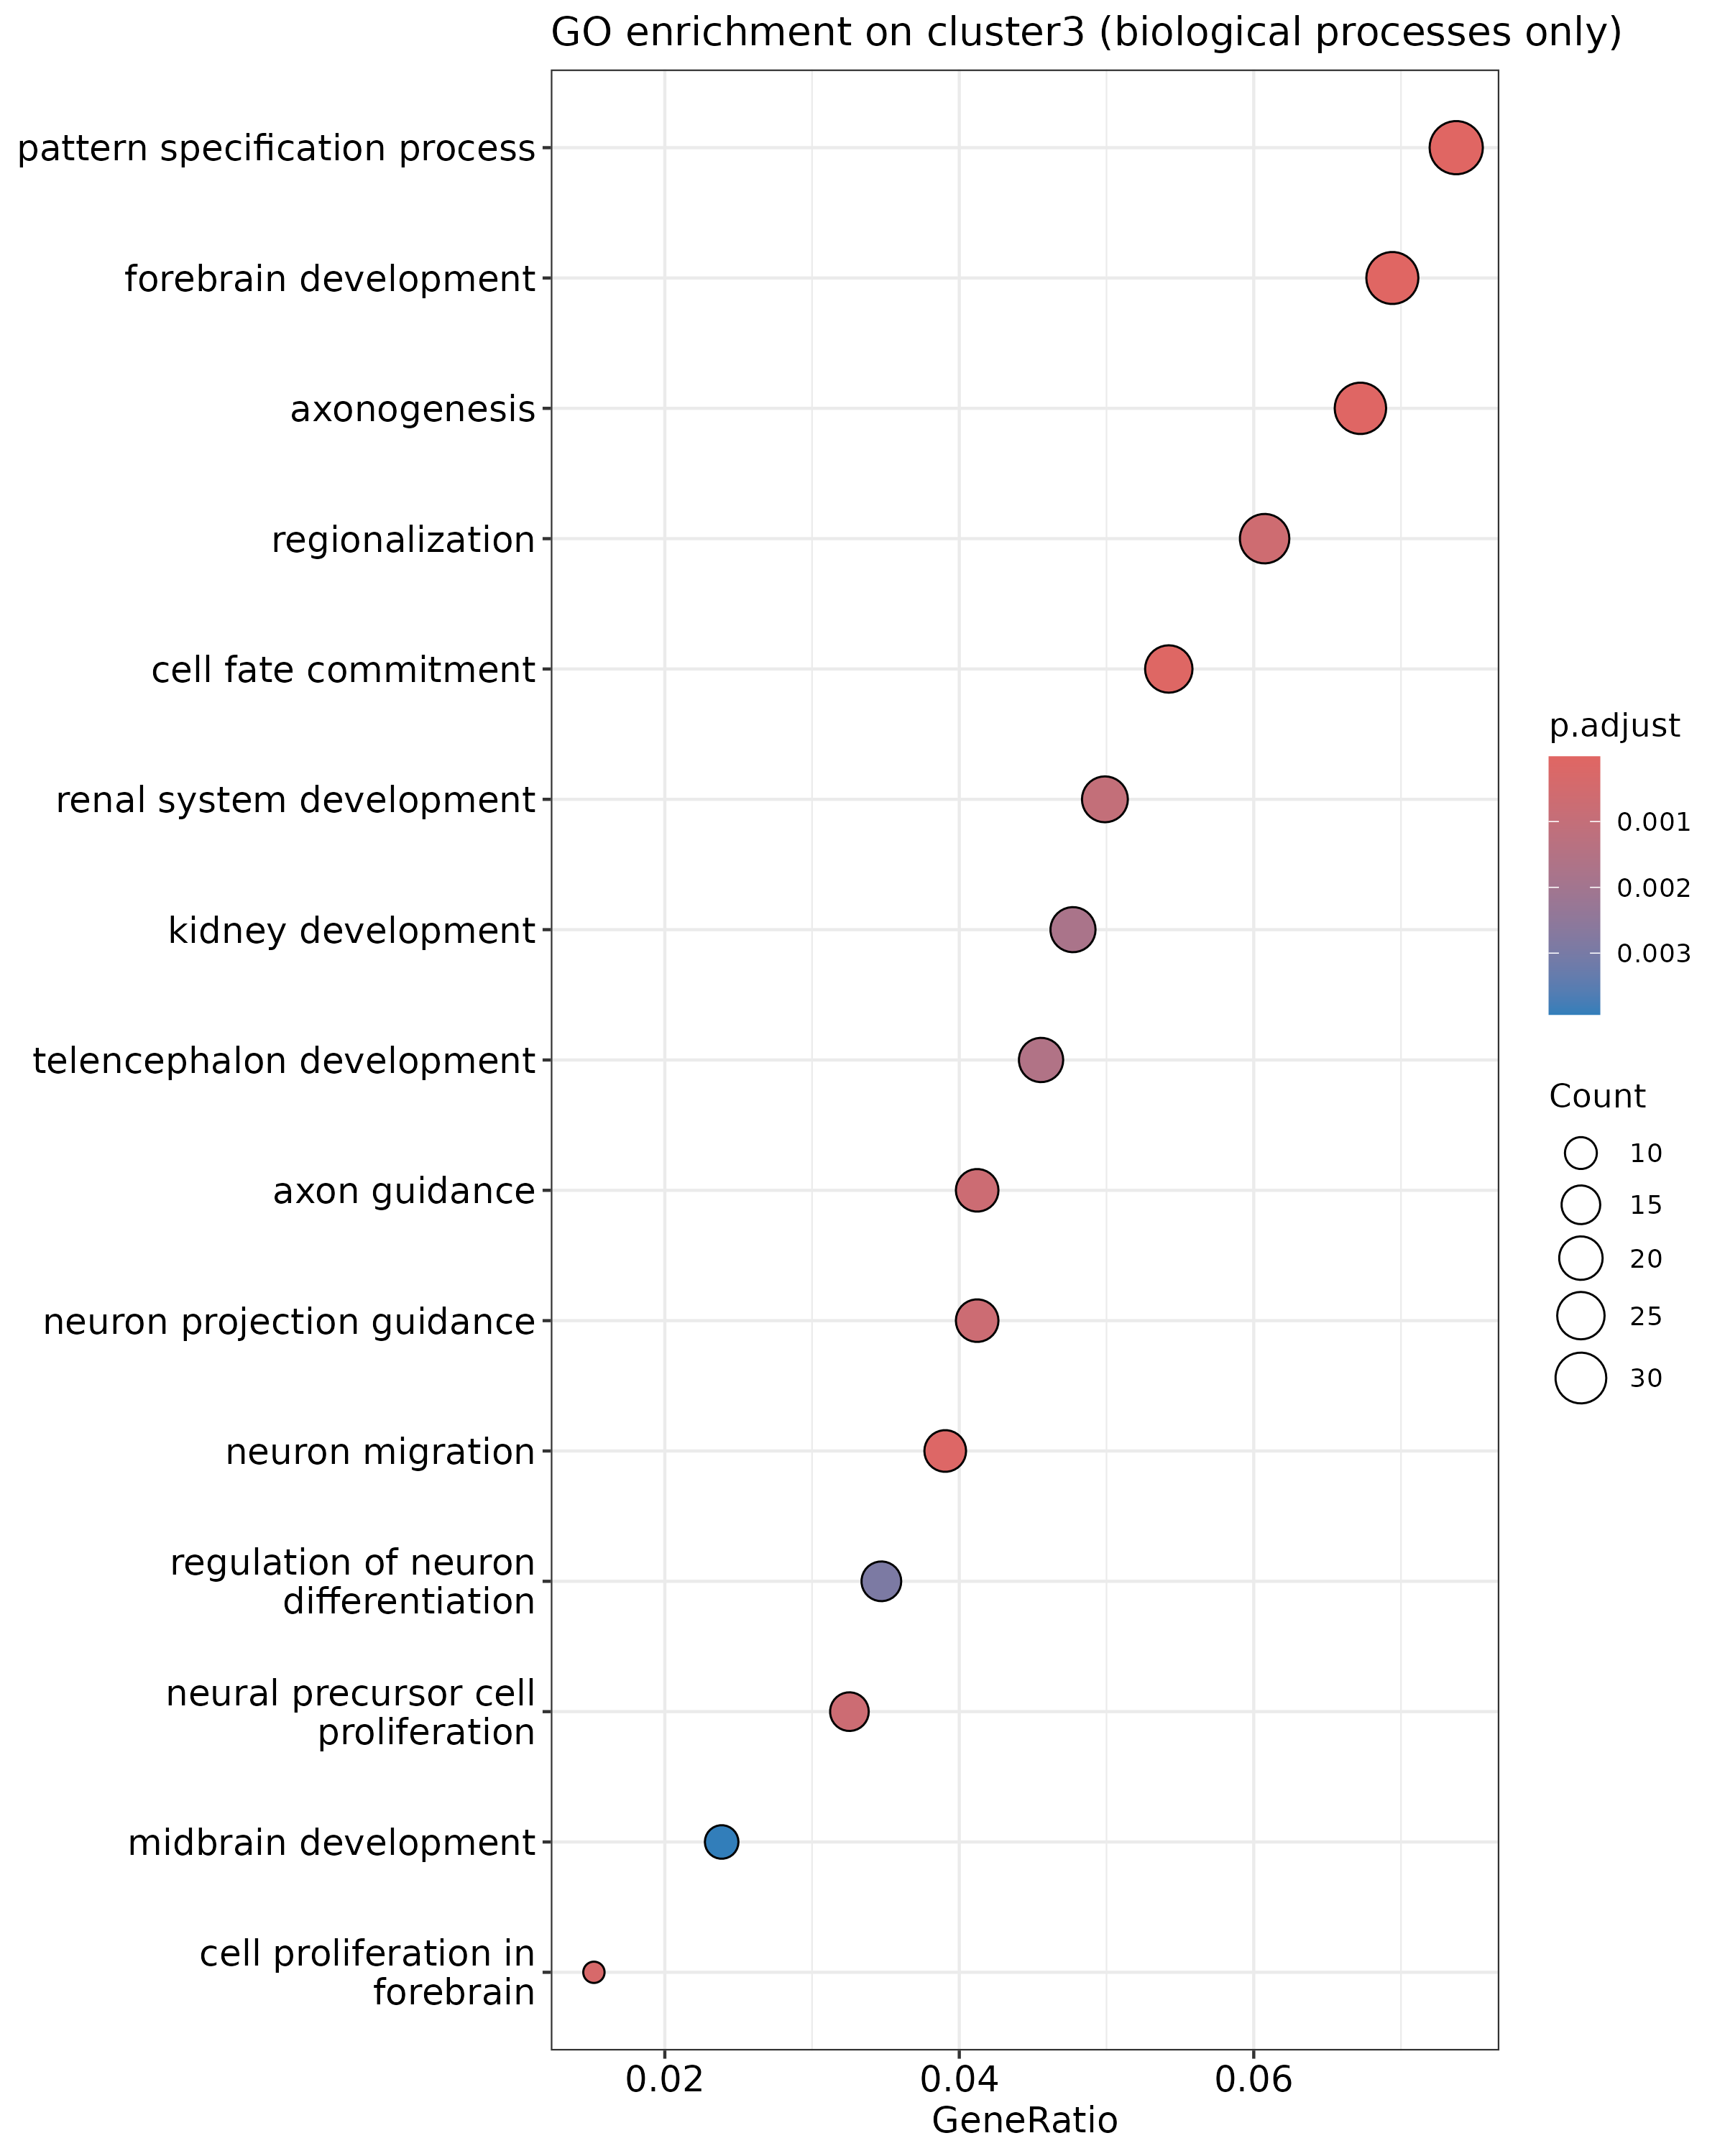 GO enrichment on cluster3 (biological processes only)
pattern specification process
forebrain development
axonogenesis
regionalization
cell fate commitment
renal system development
kidney development
telencephalon development
axon guidance
neuron projection guidance
neuron migration
regulation of neuron
differentiation
neural precursor cell
proliferation
midbrain development
cell proliferation in
forebrain
0.02
0.04
0.06
GeneRatio
p.adjust
0.001
0.002
0.003
Count
10
15
20
25
30